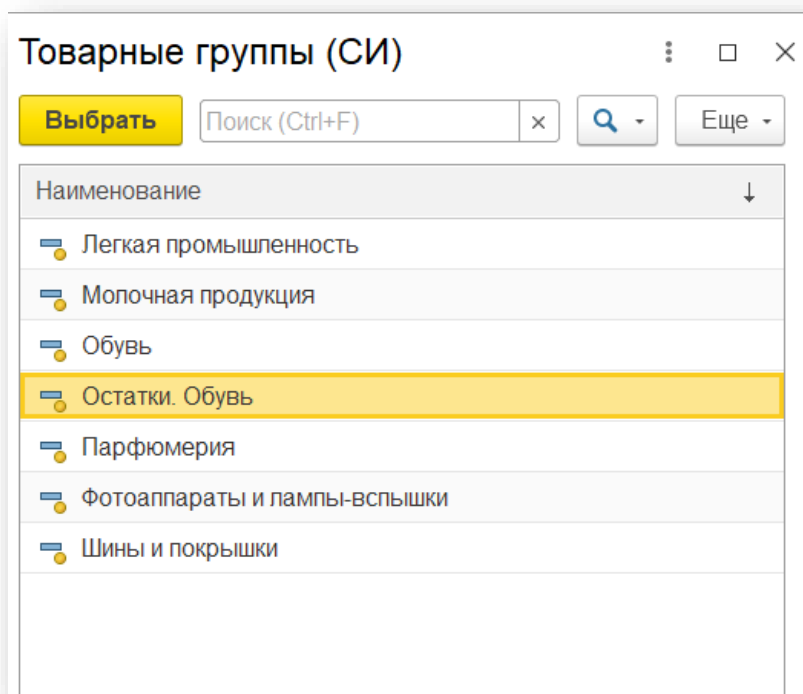 Товарные группы (СИ)
Выбрать Поиск (Ctrl+F) × Еще
Наименование ↓
Легкая промышленность
Молочная продукция
Обувь
Остатки. Обувь
Парфюмерия
Фотоаппараты и лампы-вспышки
Шины и покрышки